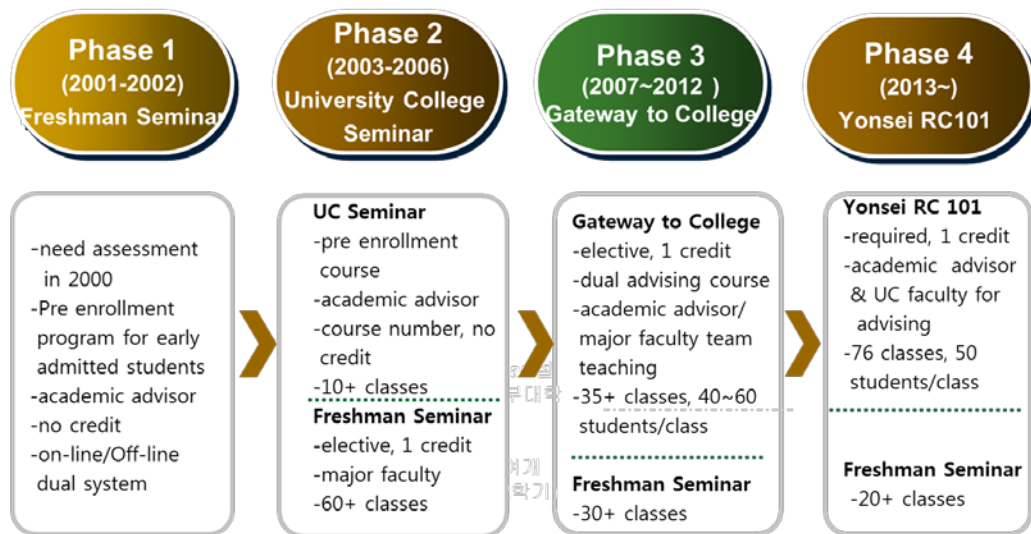 Phase 1
(2001-2002)
Freshman Seminar
Phase 2
(2003-2006)
University College
Seminar
Phase 3
(2007~2012 )
Gateway to College
Phase 4
(2013~)
Yonsei RC101
-need assessment
in 2000
-Pre enrollment
program for early
admitted students
-academic advisor
-no credit
-on-line/Off-line
dual system
UC Seminar
-pre enrollment
course
-academic advisor
-course number, no
credit
-10+ classes
Freshman Seminar
-elective, 1 credit
-major faculty
-60+ classes
Gateway to College
-elective, 1 credit
-dual advising course
-academic advisor/
major faculty team
teaching
-35+ classes, 40~60
students/class
Freshman Seminar
-30+ classes
Yonsei RC 101
-required, 1 credit
-academic advisor
& UC faculty for
advising
-76 classes, 50
students/class
Freshman Seminar
-20+ classes